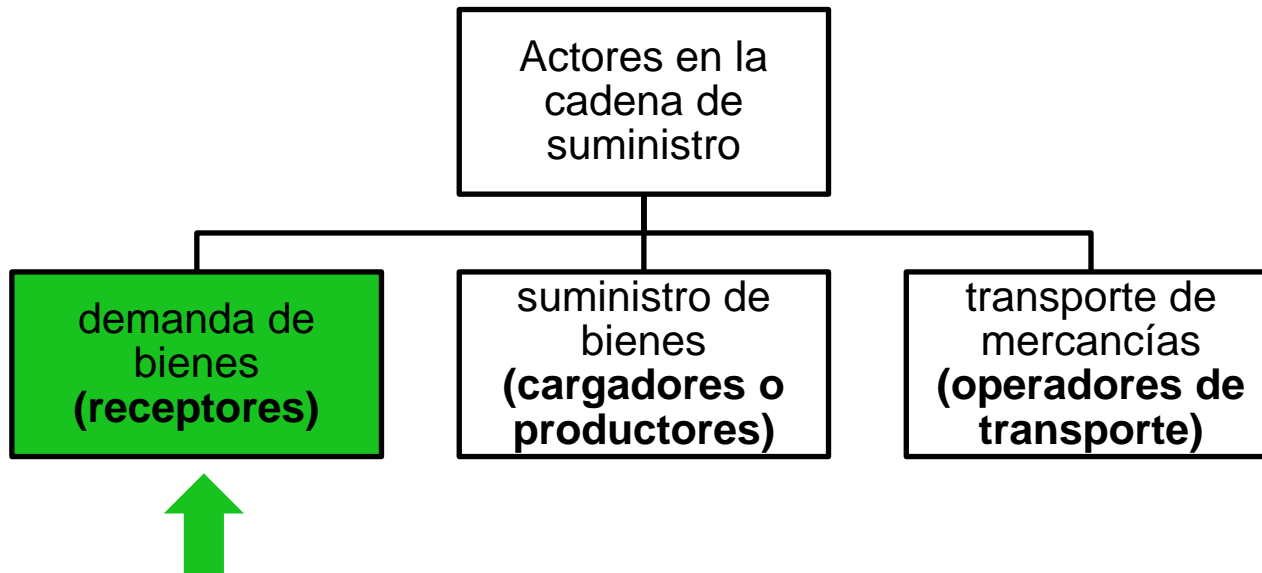 Actores en la
cadena de
suministro
demanda de
bienes
(receptores)
suministro de
bienes
(cargadores o
productores)
transporte de
mercancías
(operadores de
transporte)